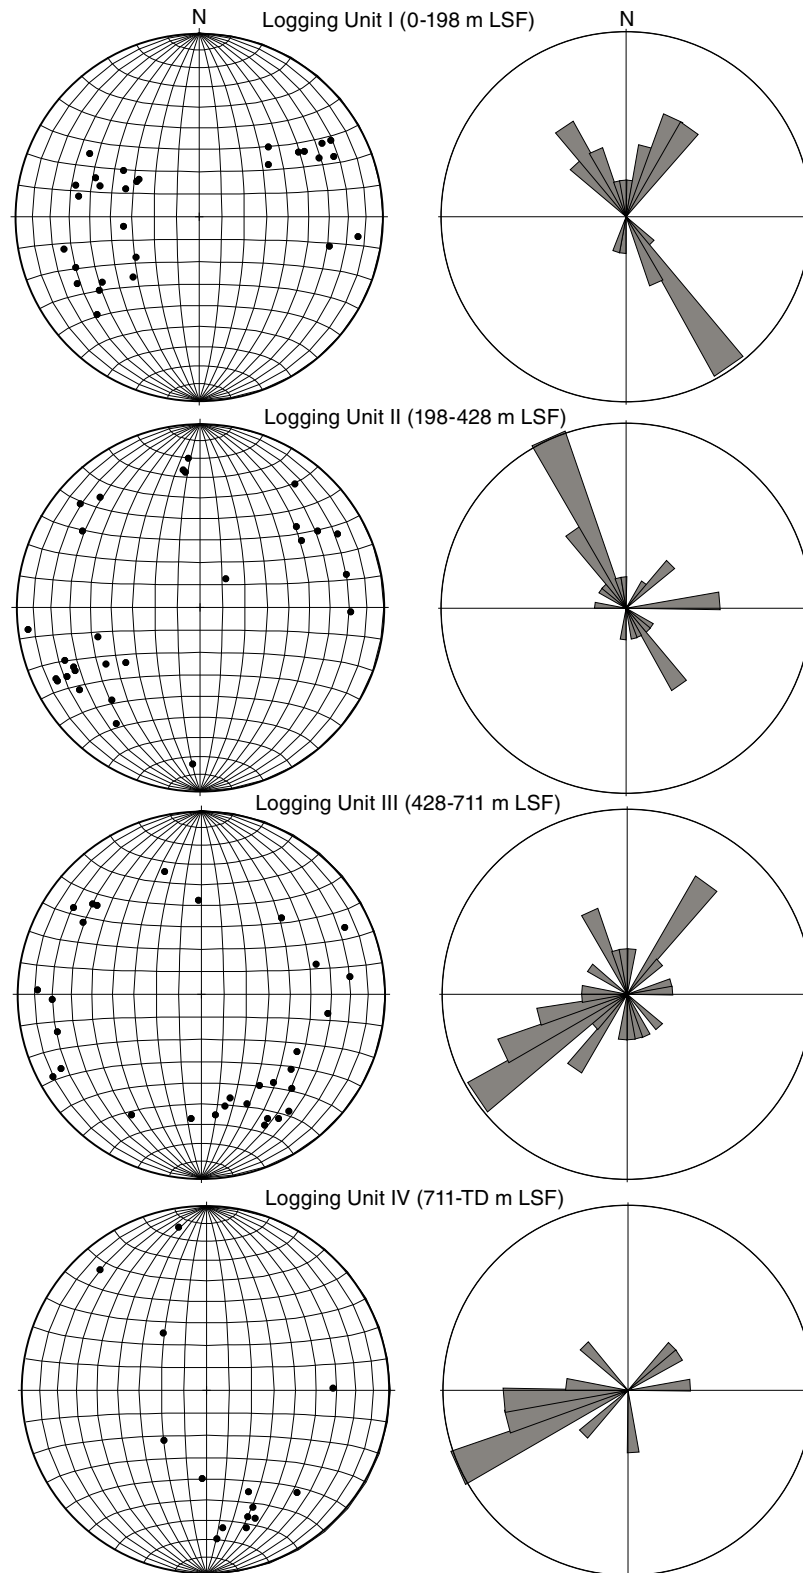 N
Logging Unit I (0-198 m LSF)
N
Logging Unit II (198-428 m LSF)
Logging Unit III (428-711 m LSF)
Logging Unit IV (711-TD m LSF)